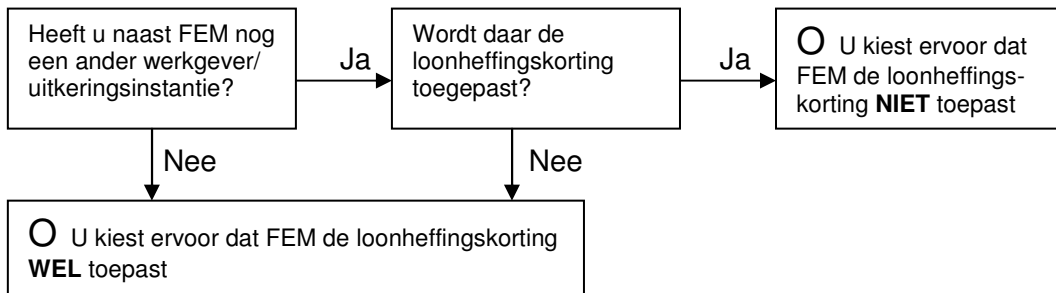 Heeft u naast FEM nog
een ander werkgever/
uitkeringsinstantie?
Ja
Wordt daar de
loonheffingskorting
toegepast?
Ja
O U kiest ervoor dat
FEM de loonheffings-
korting NIET toepast
Nee
Nee
O U kiest ervoor dat FEM de loonheffingskorting
WEL toepast